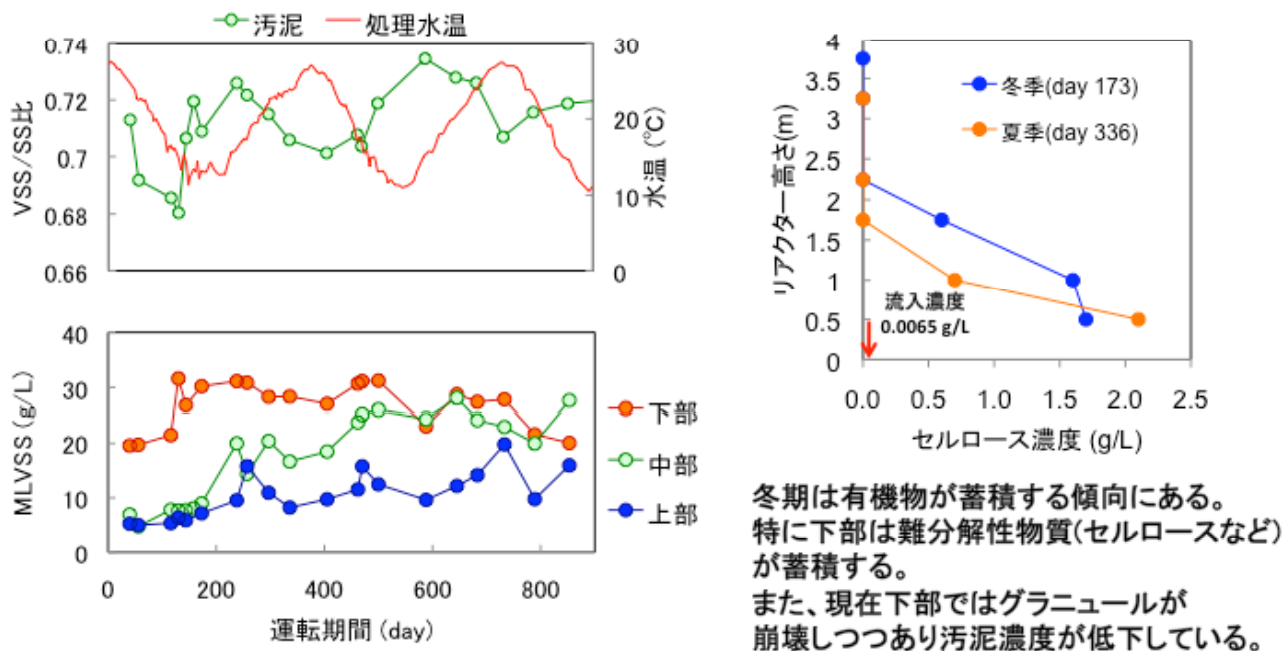 汚泥 処理水温
0.74
0.72
0.7
0.68
0.66
VSS/SS比
30
20
10
0
水温 (℃)
40
30
20
10
0
MLVSS (g/L)
下部
中部
上部
0 200 400 600 800
運転期間 (day)
4
3.5
3
2.5
2
1.5
1
0.5
0
リアクター高さ(m)
冬季(day 173)
夏季(day 336)
流入濃度
0.0065 g/L
0.0 0.5 1.0 1.5 2.0 2.5
セルロース濃度 (g/L)
冬期は有機物が蓄積する傾向にある。
特に下部は難分解性物質(セルロースなど)
が蓄積する。
また、現在下部ではグラニュールが
崩壊しつつあり汚泥濃度が低下している。